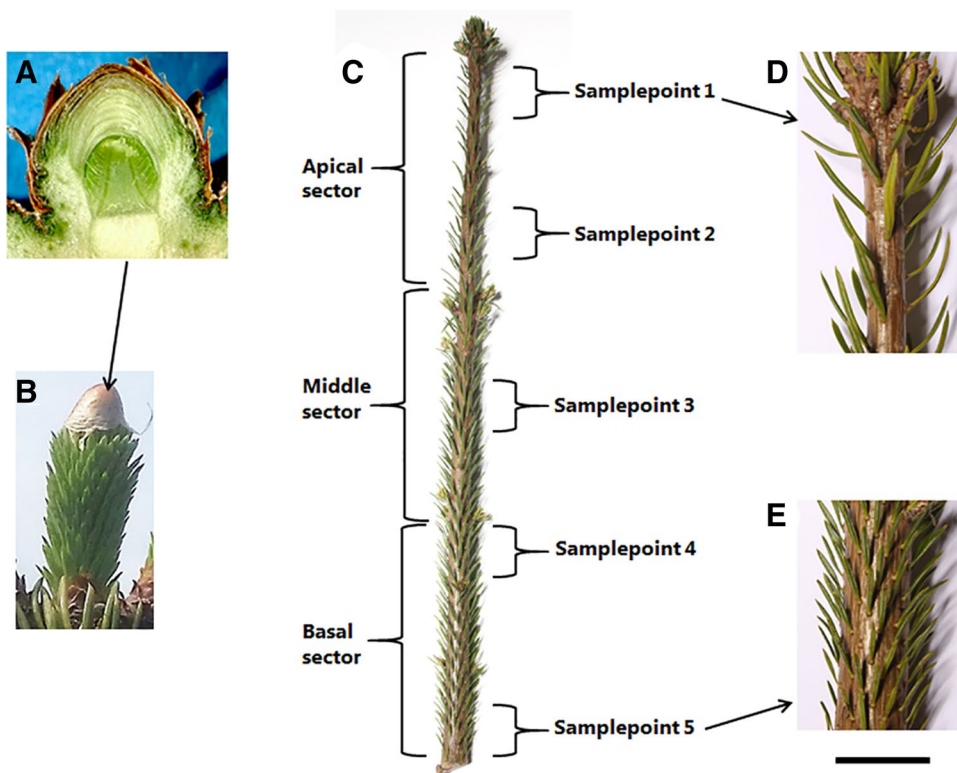 A
B
C
D
E
Apical
sector
Middle
sector
Basal
sector
Samplepoint 1
Samplepoint 2
Samplepoint 3
Samplepoint 4
Samplepoint 5